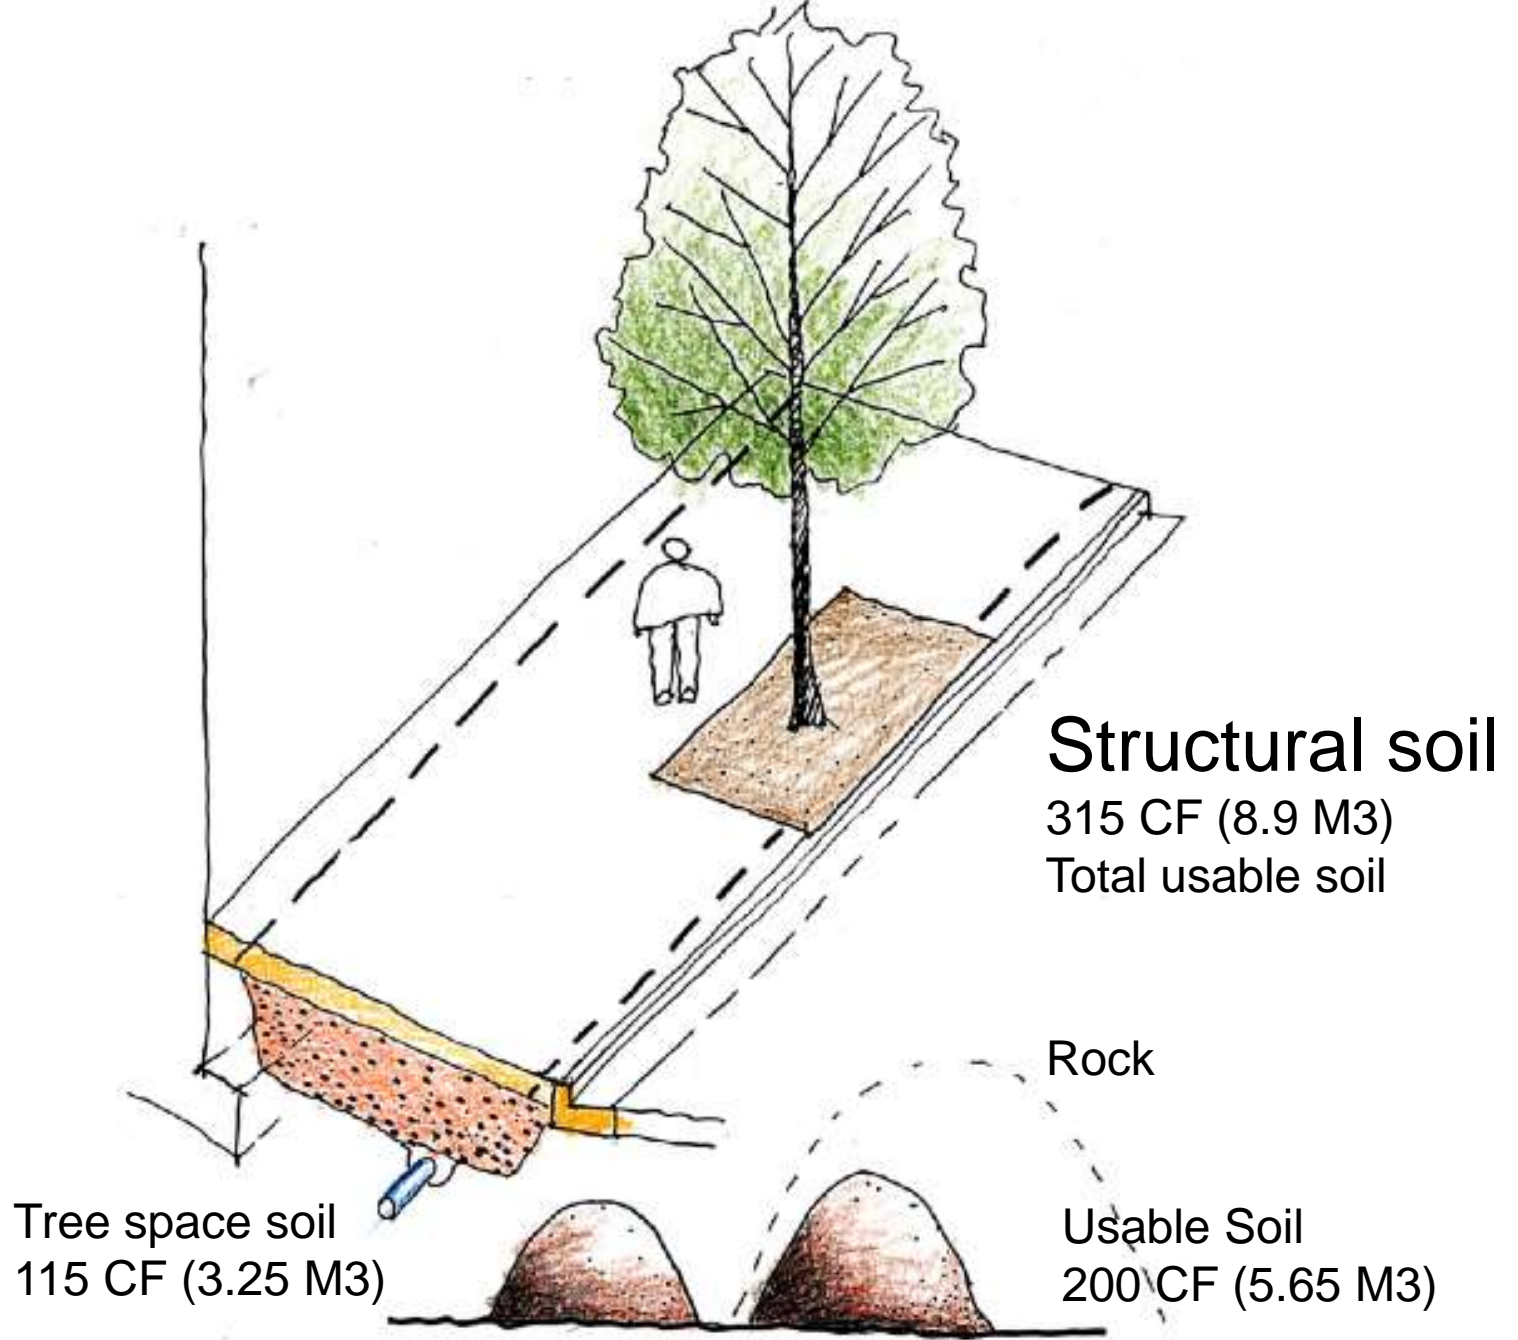 Structural soil
315 CF (8.9 M3)
Total usable soil
Rock
Tree space soil
115 CF (3.25 M3)
Usable Soil
200 CF (5.65 M3)